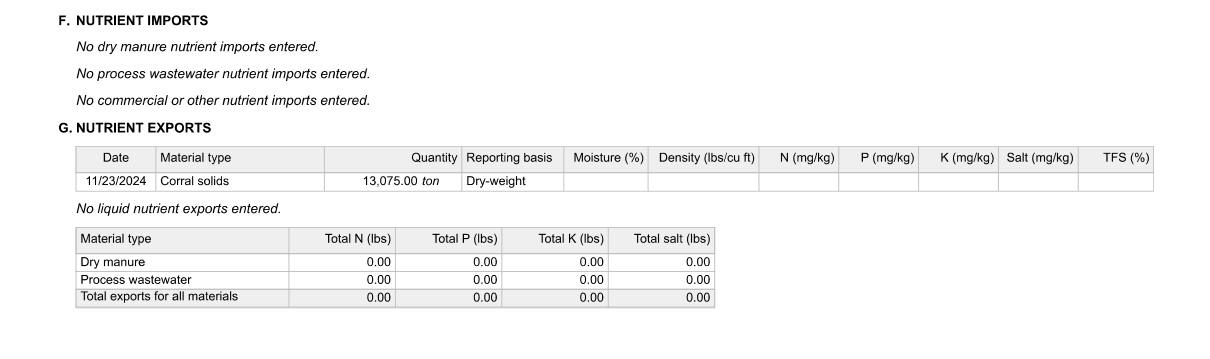 F. NUTRIENT IMPORTS
No dry manure nutrient imports entered.
No process wastewater nutrient imports entered.
No commercial or other nutrient imports entered.
G. NUTRIENT EXPORTS
Date Material type Quantity Reporting basis Moisture (%) Density (lbs/cu ft) N (mg/kg) P (mg/kg) K (mg/kg) Salt (mg/kg) TFS (%)
11/23/2024 Corral solids 13,075.00 ton Dry-weight
No liquid nutrient exports entered.
Material type Total N (lbs) Total P (lbs) Total K (lbs) Total salt (lbs)
Dry manure 0.00 0.00 0.00 0.00
Process wastewater 0.00 0.00 0.00 0.00
Total exports for all materials 0.00 0.00 0.00 0.00